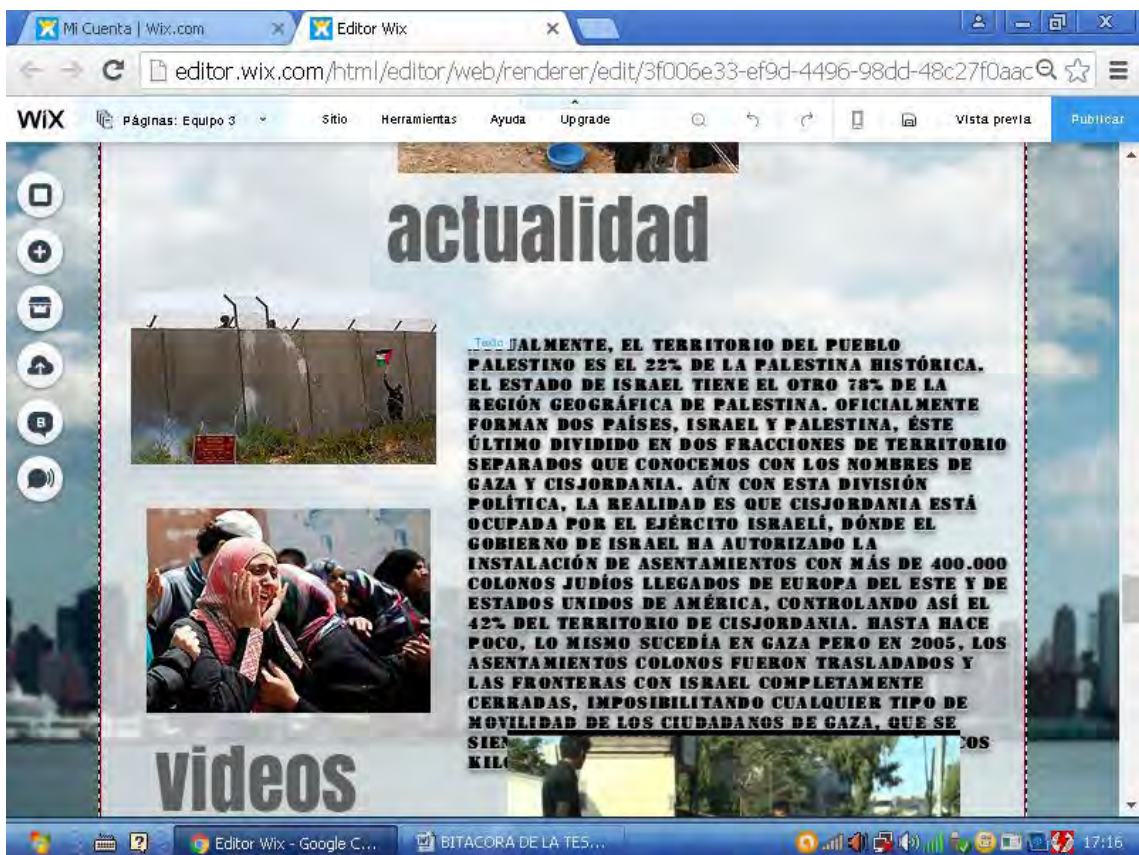 Mi Cuenta | Wix.com
Editor Wix
editor.wix.com/html/editor/web/renderer/edit/3f006e33-ef9d-4496-98dd-48c27f0aac
WiX Páginas: Equipo 3 Sitio Herramientas Ayuda Upgrade Vista previa Publicar
actualidad
Texto
ALMENTE, EL TERRITORIO DEL PUEBLO
PALESTINO ES EL 22% DE LA PALESTINA HISTÓRICA.
EL ESTADO DE ISRAEL TIENE EL OTRO 78% DE LA
REGIÓN GEOGRÁFICA DE PALESTINA. OFICIALMENTE
FORMAN DOS PAÍSES, ISRAEL Y PALESTINA, ÉSTE
ÚLTIMO DIVIDIDO EN DOS FRACCIONES DE TERRITORIO
SEPARADOS QUE CONOCEMOS CON LOS NOMBRES DE
GAZA Y CISJORDANIA. AÚN CON ESTA DIVISIÓN
POLÍTICA, LA REALIDAD ES QUE CISJORDANIA ESTÁ
OCUPADA POR EL EJÉRCITO ISRAELÍ, DÓNDE EL
GOBIERNO DE ISRAEL HA AUTORIZADO LA
INSTALACIÓN DE ASENTAMIENTOS CON MÁS DE 400.000
COLONOS JUDÍOS LLEGADOS DE EUROPA DEL ESTE Y DE
ESTADOS UNIDOS DE AMÉRICA, CONTROLANDO ASÍ EL
42% DEL TERRITORIO DE CISJORDANIA. HASTA HACE
POCO, LO MISMO SUCEDÍA EN GAZA PERO EN 2005, LOS
ASENTAMIENTOS COLONOS FUERON TRASLADADOS Y
LAS FRONTERAS CON ISRAEL COMPLETAMENTE
CERRADAS, IMPOSIBILITANDO CUALQUIER TIPO DE
MOVILIDAD DE LOS CIUDADANOS DE GAZA, QUE SE
videos
Editor Wix - Google C... BITACORA DE LA TES... 17:16